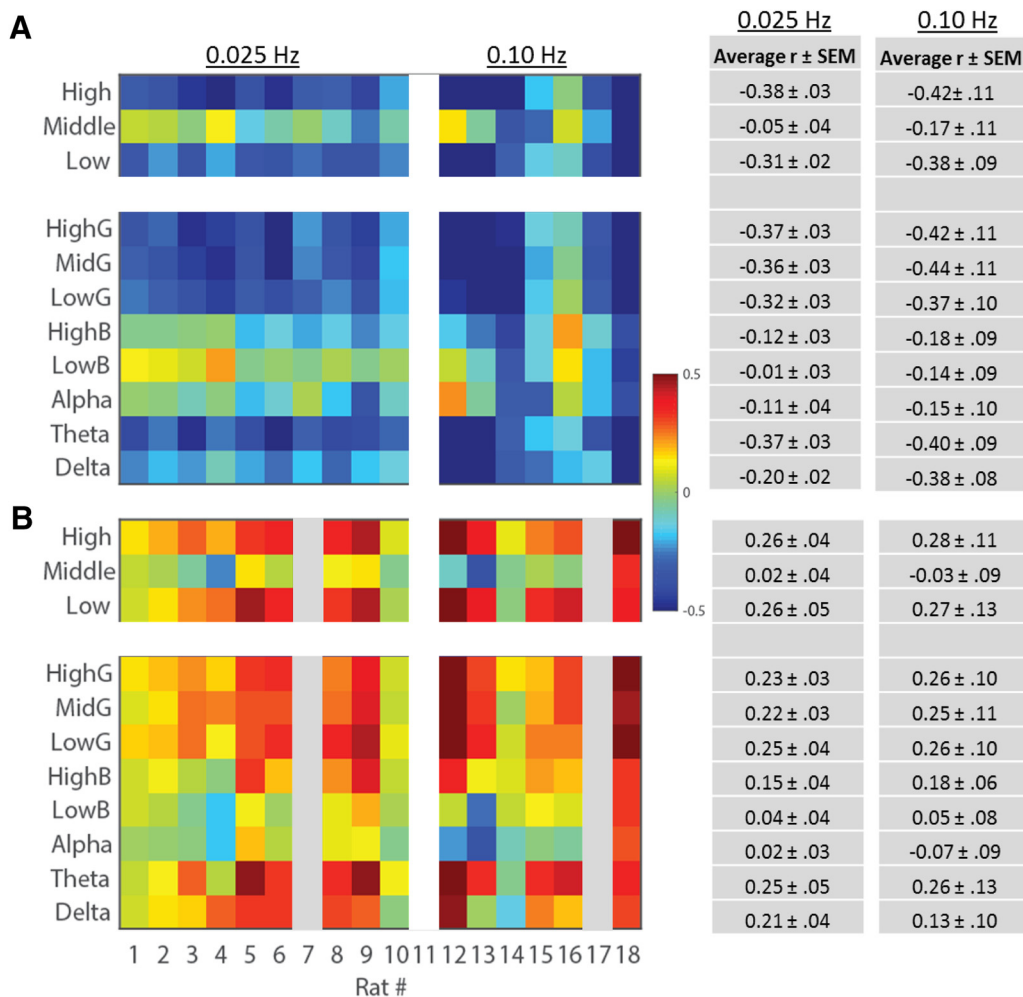 A
0.025 Hz
0.10 Hz
0.025 Hz
0.10 Hz
Average r ± SEM
Average r ± SEM
High
-0.38 ± .03
-0.42± .11
Middle
-0.05 ± .04
-0.17 ± .11
Low
-0.31 ± .02
-0.38 ± .09
HighG
-0.37 ± .03
-0.42 ± .11
MidG
-0.36 ± .03
-0.44 ± .11
LowG
-0.32 ± .03
-0.37 ± .10
HighB
-0.12 ± .03
-0.18 ± .09
LowB
-0.01 ± .03
-0.14 ± .09
Alpha
-0.11 ± .04
-0.15 ± .10
Theta
-0.37 ± .03
-0.40 ± .09
Delta
-0.20 ± .02
-0.38 ± .08
0.5
0
-0.5
B
High
0.26 ± .04
0.28 ± .11
Middle
0.02 ± .04
-0.03 ± .09
Low
0.26 ± .05
0.27 ± .13
HighG
0.23 ± .03
0.26 ± .10
MidG
0.22 ± .03
0.25 ± .11
LowG
0.25 ± .04
0.26 ± .10
HighB
0.15 ± .04
0.18 ± .06
LowB
0.04 ± .04
0.05 ± .08
Alpha
0.02 ± .03
-0.07 ± .09
Theta
0.25 ± .05
0.26 ± .13
Delta
0.21 ± .04
0.13 ± .10
1 2 3 4 5 6 7 8 9 10 11 12 13 14 15 16 17 18
Rat #